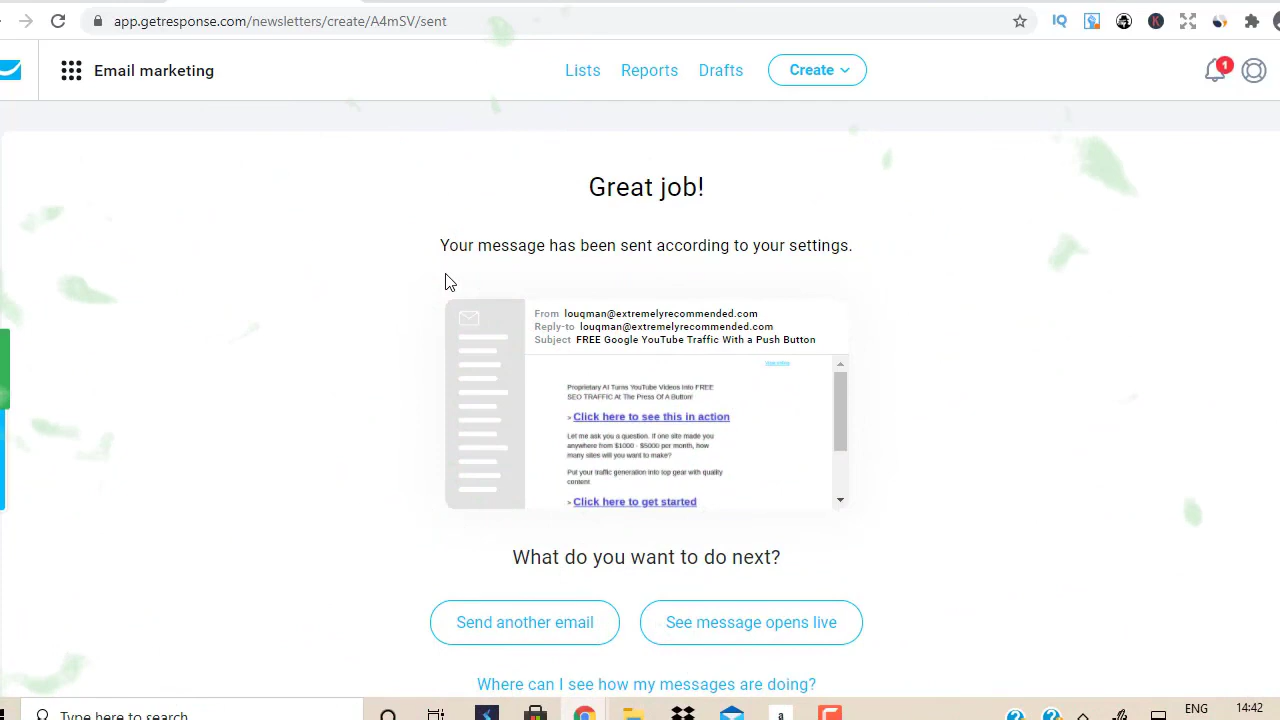 app.getresponse.com/newsletters/create/A4mSV/sent
IQ
K
Email marketing
Lists
Reports
Drafts
Create
1
Great job!
Your message has been sent according to your settings.
From louqman@extremelyrecommended.com
Reply-to louqman@extremelyrecommended.com
Subject FREE Google YouTube Traffic With a Push Button
Proprietary AI Turns YouTube Videos Into FREE
SEO TRAFFIC At The Press Of A Button!
> Click here to see this in action
Let me ask you a question. If one site made you
anywhere from $1000 - $5000 per month, how
many sites will you want to make?
Put your traffic generation into top gear with quality
content
> Click here to get started
What do you want to do next?
Send another email
See message opens live
Where can I see how my messages are doing?
Type here to search
a
ENG
14:42